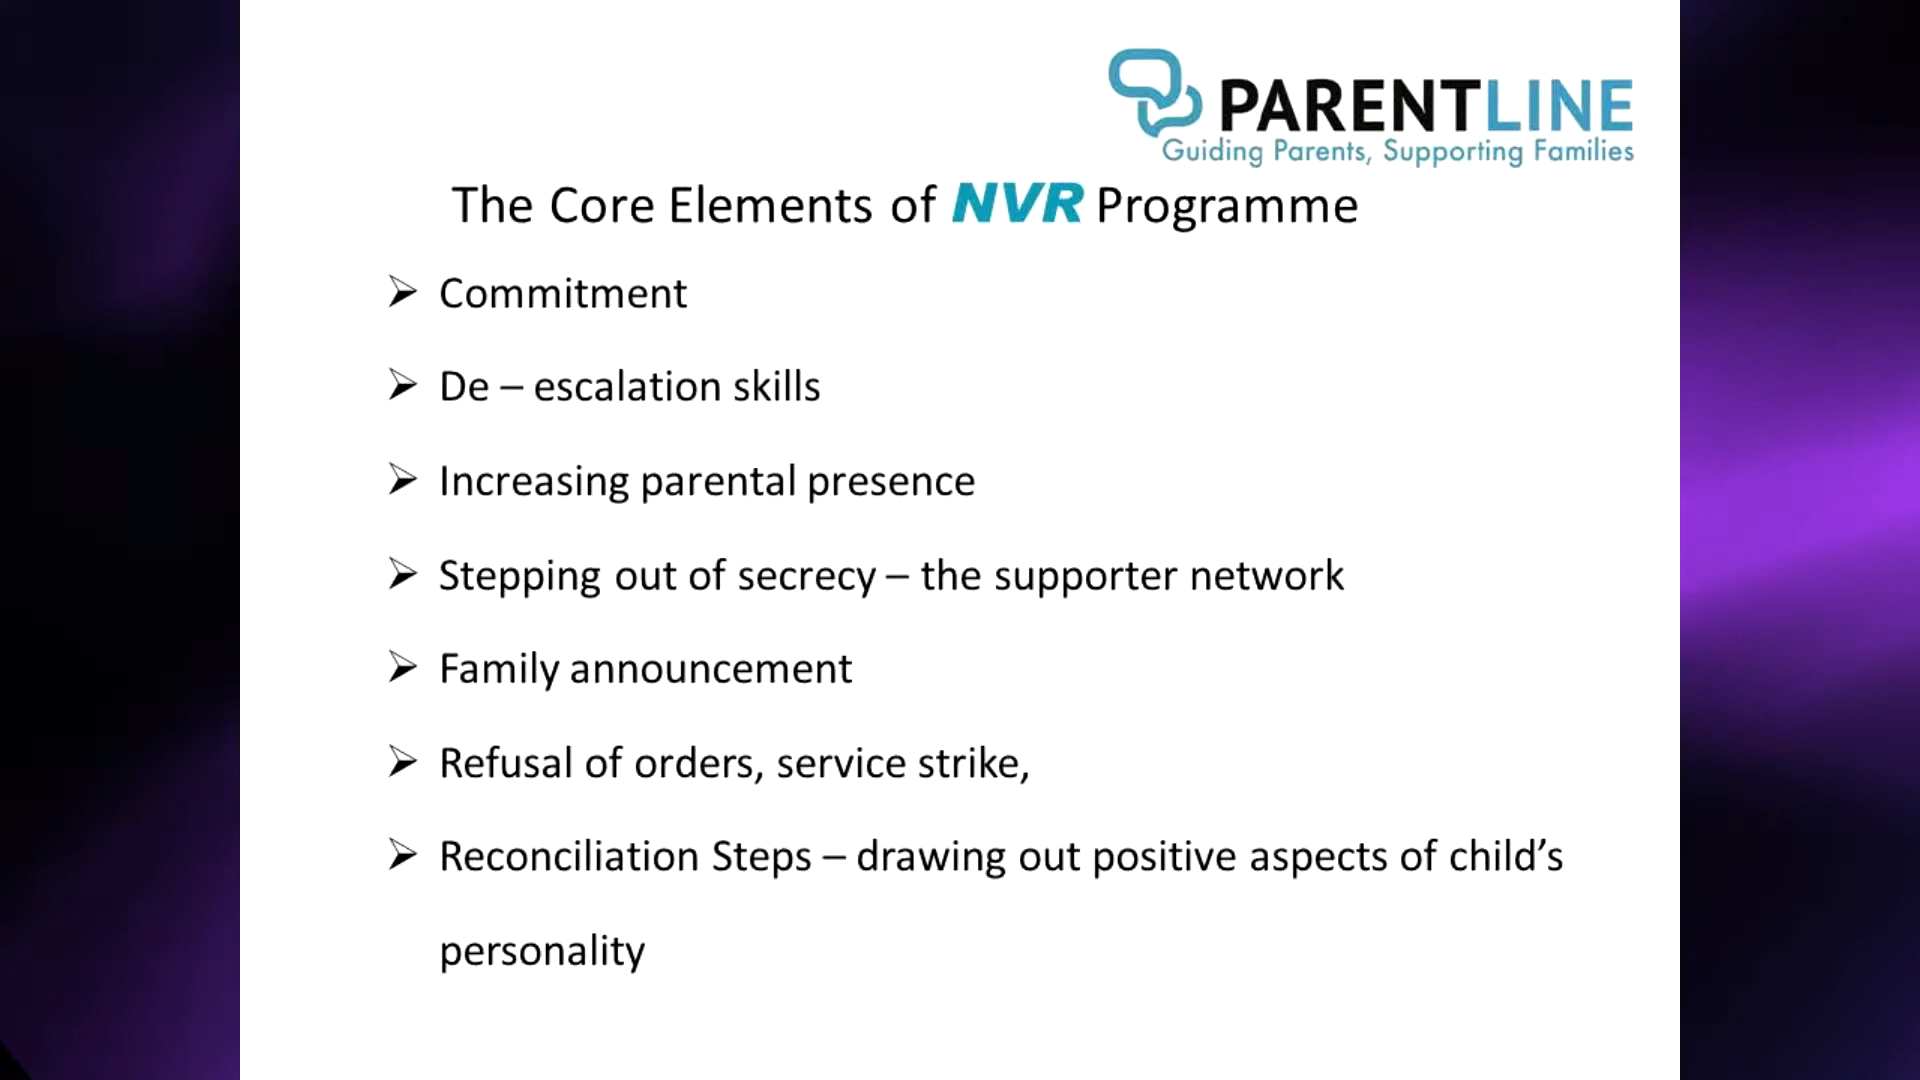 PARENTLINE
Guiding Parents, Supporting Families
The Core Elements of NVR Programme
Commitment
De – escalation skills
Increasing parental presence
Stepping out of secrecy – the supporter network
Family announcement
Refusal of orders, service strike,
Reconciliation Steps – drawing out positive aspects of child’s
personality